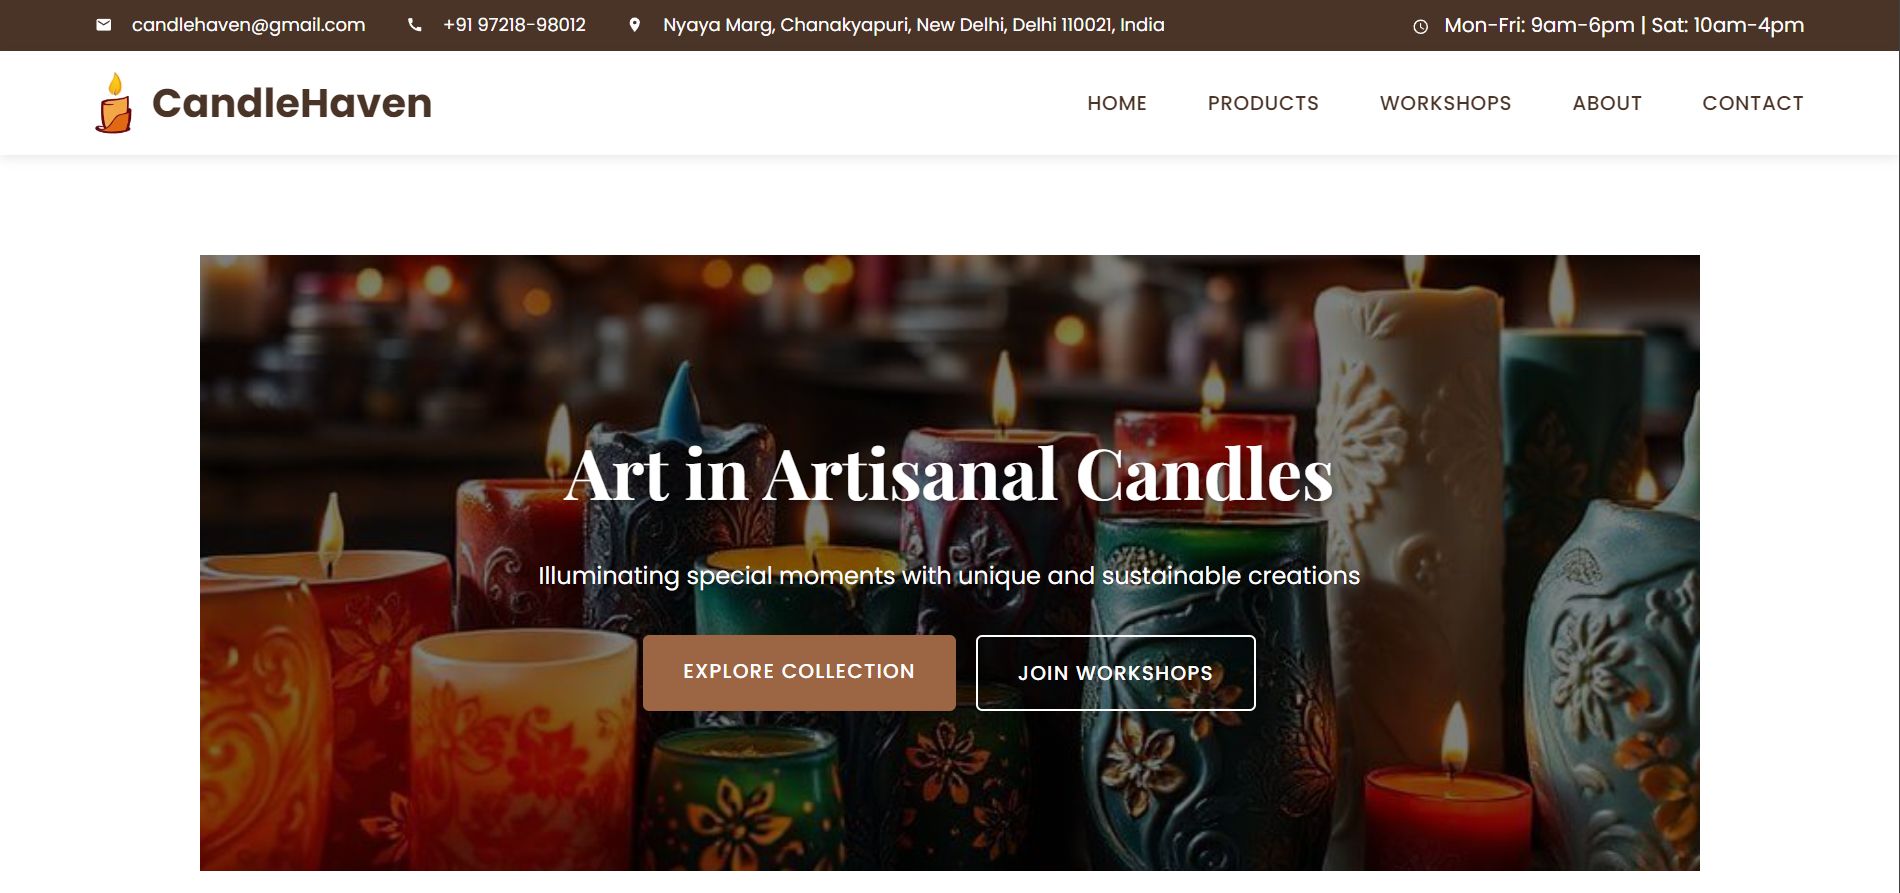 candlehaven@gmail.com +91 97218-98012 Nyaya Marg, Chanakyapuri, New Delhi, Delhi 110021, India Mon-Fri: 9am-6pm | Sat: 10am-4pm
CandleHaven HOME PRODUCTS WORKSHOPS ABOUT CONTACT
Art in Artisanal Candles
Illuminating special moments with unique and sustainable creations
EXPLORE COLLECTION JOIN WORKSHOPS